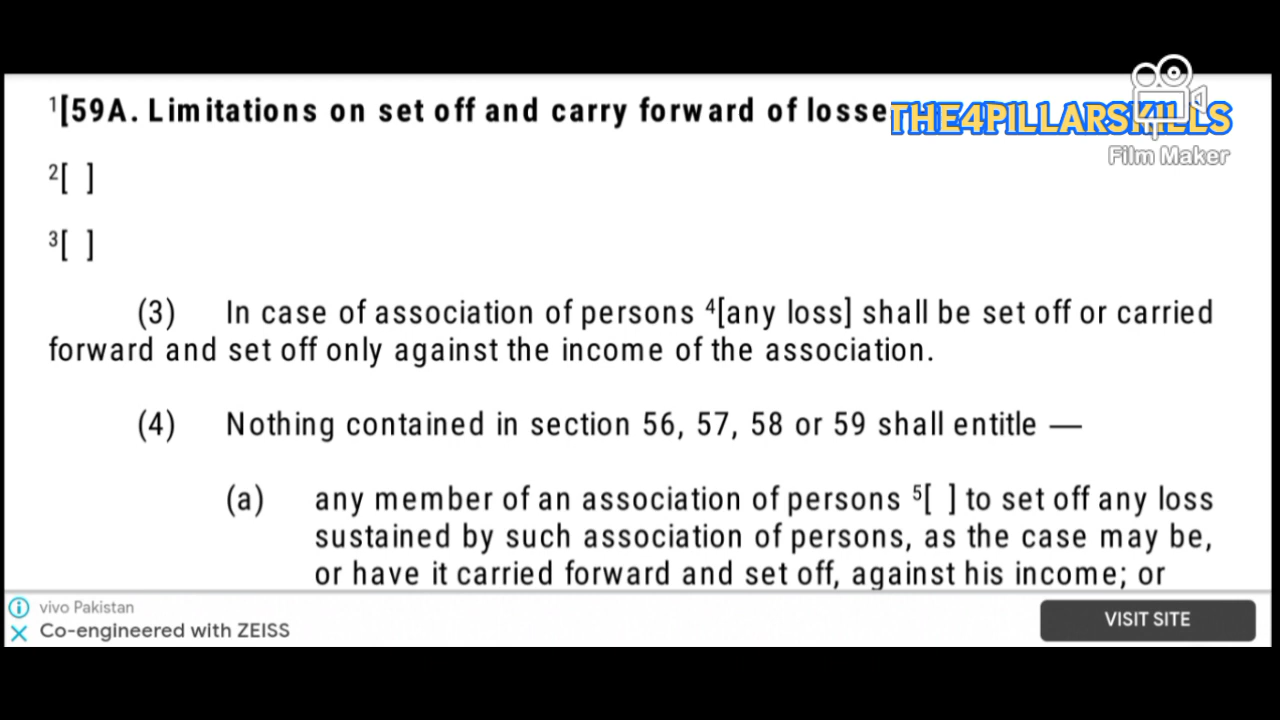 ¹[59A. Limitations on set off and carry forward of losse
THE4PILLARSKILLS
Film Maker
²[ ]
³[ ]
(3) In case of association of persons ⁴[any loss] shall be set off or carried
forward and set off only against the income of the association.
(4) Nothing contained in section 56, 57, 58 or 59 shall entitle —
(a) any member of an association of persons ⁵[ ] to set off any loss
sustained by such association of persons, as the case may be,
or have it carried forward and set off, against his income; or
vivo Pakistan
Co-engineered with ZEISS
VISIT SITE